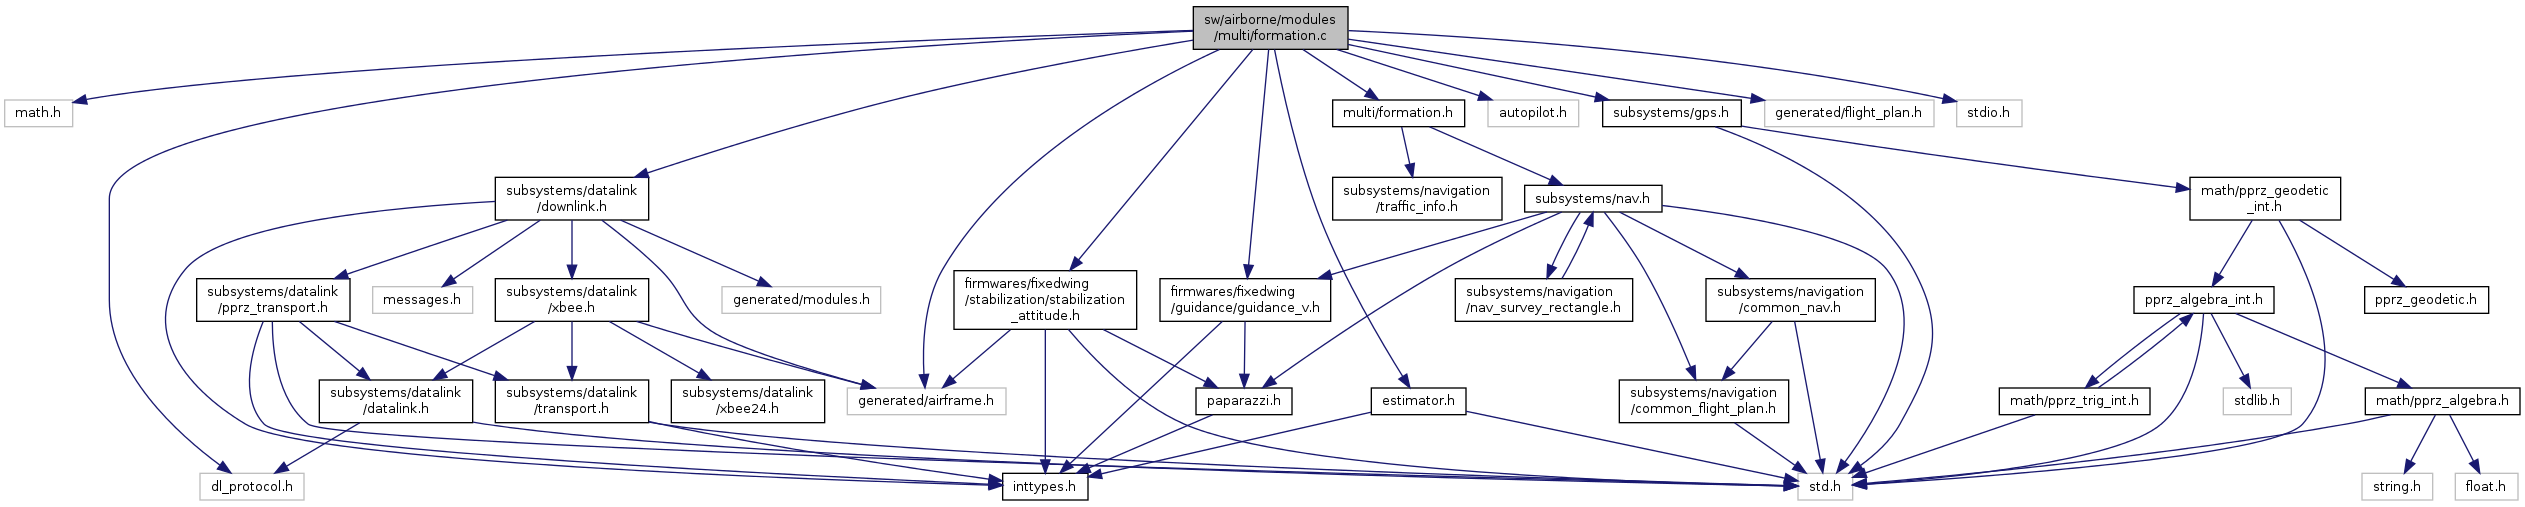 sw/airborne/modules
/multi/formation.c
math.h
multi/formation.h
autopilot.h
subsystems/gps.h
generated/flight_plan.h
stdio.h
subsystems/datalink
/downlink.h
subsystems/navigation
/traffic_info.h
subsystems/nav.h
math/pprz_geodetic
_int.h
subsystems/datalink
/pprz_transport.h
messages.h
subsystems/datalink
/xbee.h
generated/modules.h
firmwares/fixedwing
/stabilization/stabilization
_attitude.h
firmwares/fixedwing
/guidance/guidance_v.h
subsystems/navigation
/nav_survey_rectangle.h
subsystems/navigation
/common_nav.h
pprz_algebra_int.h
pprz_geodetic.h
subsystems/datalink
/datalink.h
subsystems/datalink
/transport.h
subsystems/datalink
/xbee24.h
generated/airframe.h
paparazzi.h
estimator.h
subsystems/navigation
/common_flight_plan.h
math/pprz_trig_int.h
stdlib.h
math/pprz_algebra.h
dl_protocol.h
inttypes.h
std.h
string.h
float.h